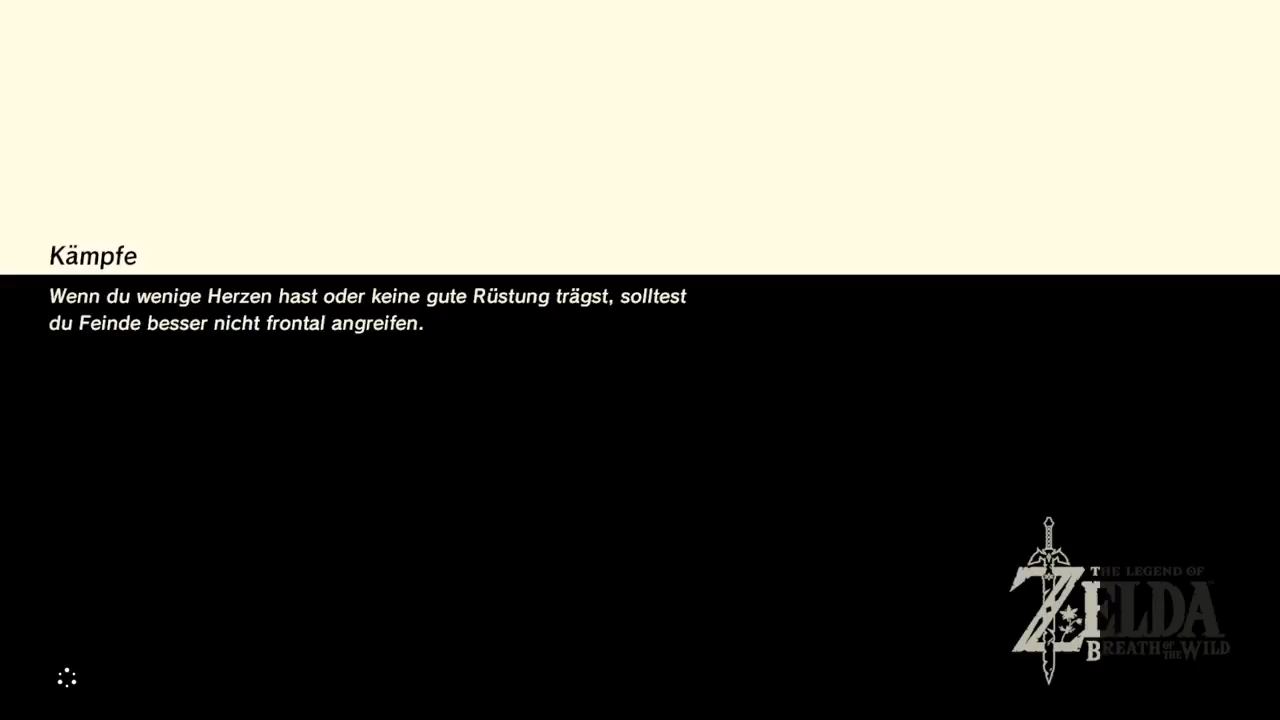 Kämpfe
Wenn du wenige Herzen hast oder keine gute Rüstung trägst, solltest
du Feinde besser nicht frontal angreifen.
THE LEGEND OF
ZELDA
BREATH OF THE WILD